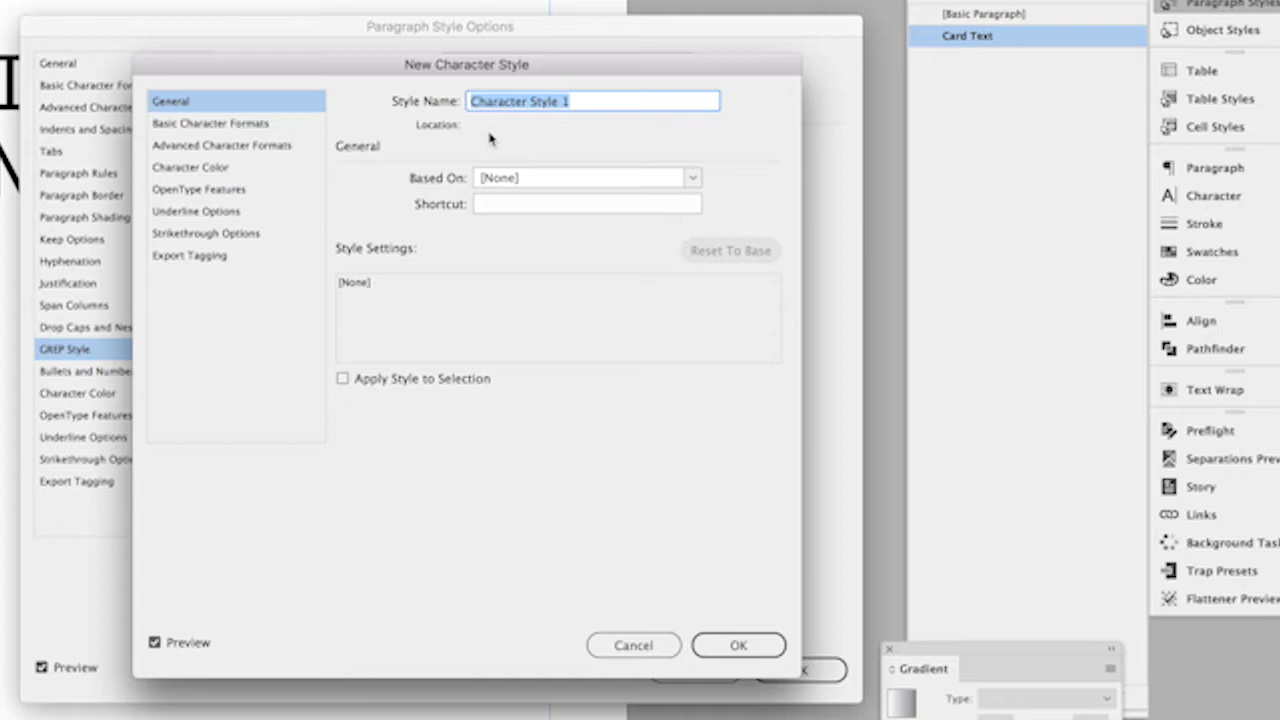 Paragraph Style Options
General
Basic Character For
Advanced Characte
Indents and Spacin
Tabs
Paragraph Rules
Paragraph Border
Paragraph Shading
Keep Options
Hyphenation
Justification
Span Columns
Drop Caps and Nes
GREP Style
Bullets and Numbe
Character Color
OpenType Features
Underline Options
Strikethrough Opti
Export Tagging
Preview
New Character Style
General
Basic Character Formats
Advanced Character Formats
Character Color
OpenType Features
Underline Options
Strikethrough Options
Export Tagging
Style Name: Character Style 1
Location:
General
Based On: [None]
Shortcut:
Style Settings: Reset To Base
[None]
Apply Style to Selection
Preview
Cancel OK
[Basic Paragraph]
Card Text
Paragraph Styles
Object Styles
Table
Table Styles
Cell Styles
Paragraph
Character
Stroke
Swatches
Color
Align
Pathfinder
Text Wrap
Preflight
Separations Prev
Story
Links
Background Tas
Trap Presets
Flattener Preview
Gradient
Type: